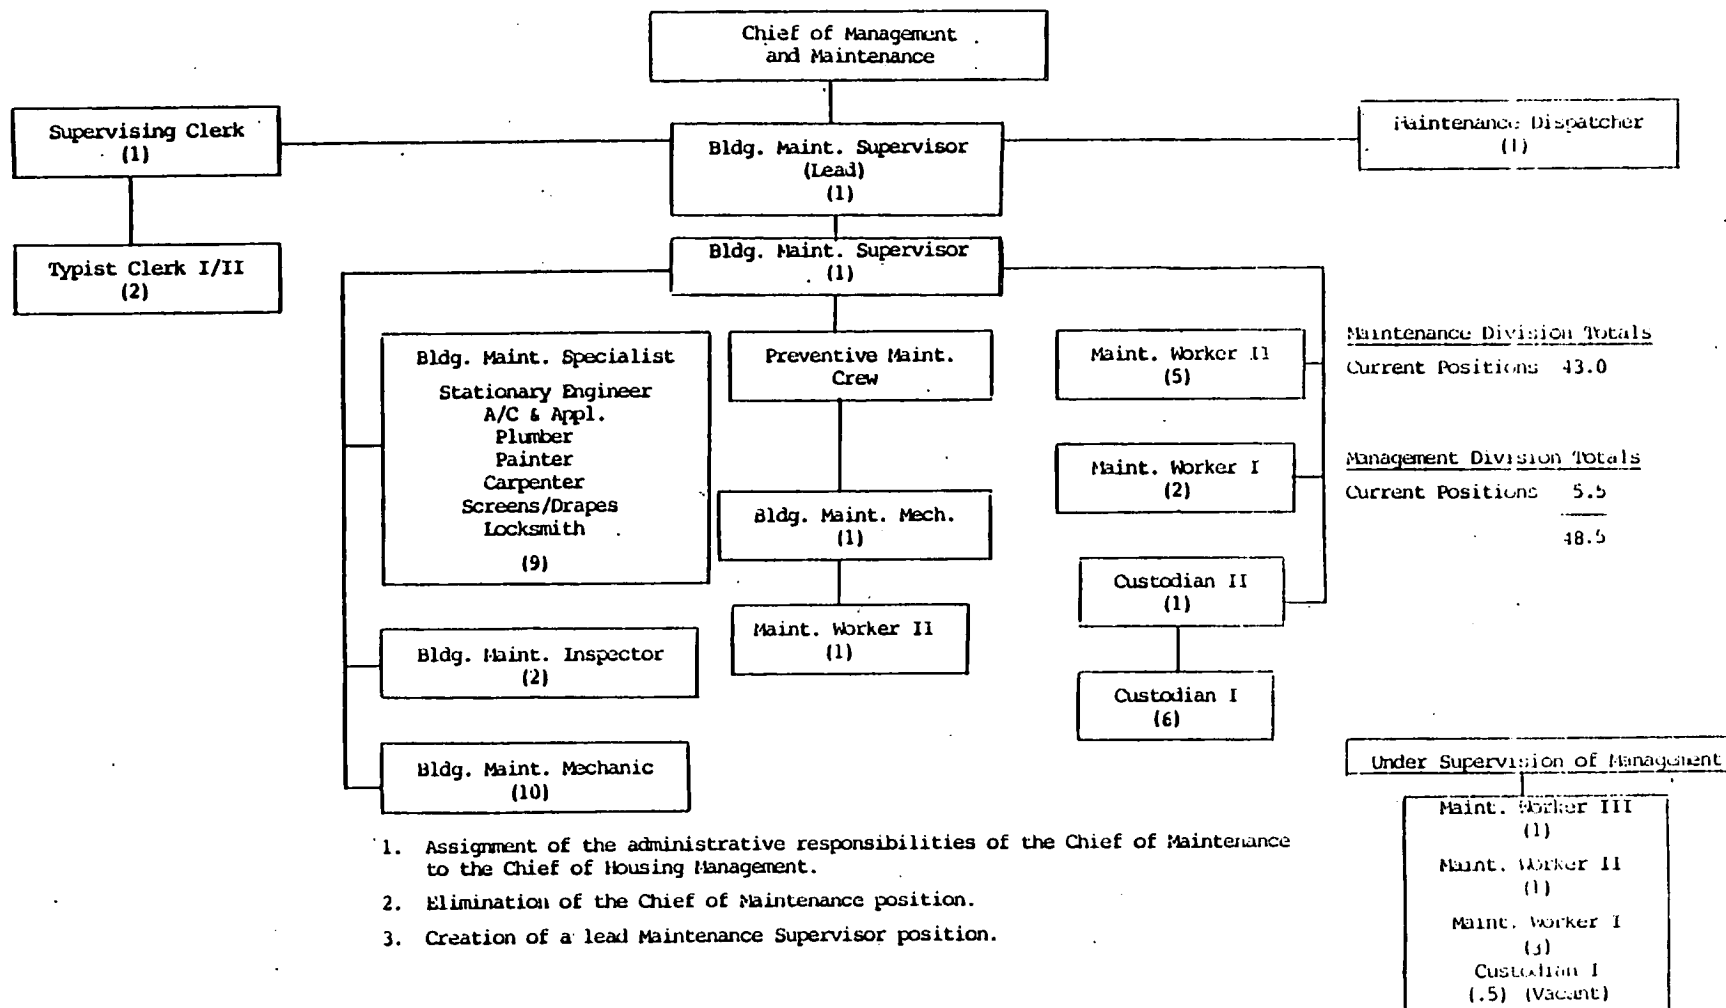 Chief of Management
and Maintenance
Supervising Clerk
(1)
Bldg. Maint. Supervisor
(Lead)
(1)
Maintenance Dispatcher
(1)
Typist Clerk I/II
(2)
Bldg. Maint. Supervisor
(1)
Bldg. Maint. Specialist
Stationary Engineer
A/C & Appl.
Plumber
Painter
Carpenter
Screens/Drapes
Locksmith
(9)
Bldg. Maint. Inspector
(2)
Bldg. Maint. Mechanic
(10)
Preventive Maint.
Crew
Bldg. Maint. Mech.
(1)
Maint. Worker II
(1)
Maint. Worker II
(5)
Maint. Worker I
(2)
Custodian II
(1)
Custodian I
(6)
Maintenance Division Totals
Current Positions 43.0
Management Division Totals
Current Positions 5.5
48.5
Under Supervision of Management
Maint. Worker III
(1)
Maint. Worker II
(1)
Maint. Worker I
(3)
Custodian I
(.5) (Vacant)
1. Assignment of the administrative responsibilities of the Chief of Maintenance
to the Chief of Housing Management.
2. Elimination of the Chief of Maintenance position.
3. Creation of a lead Maintenance Supervisor position.